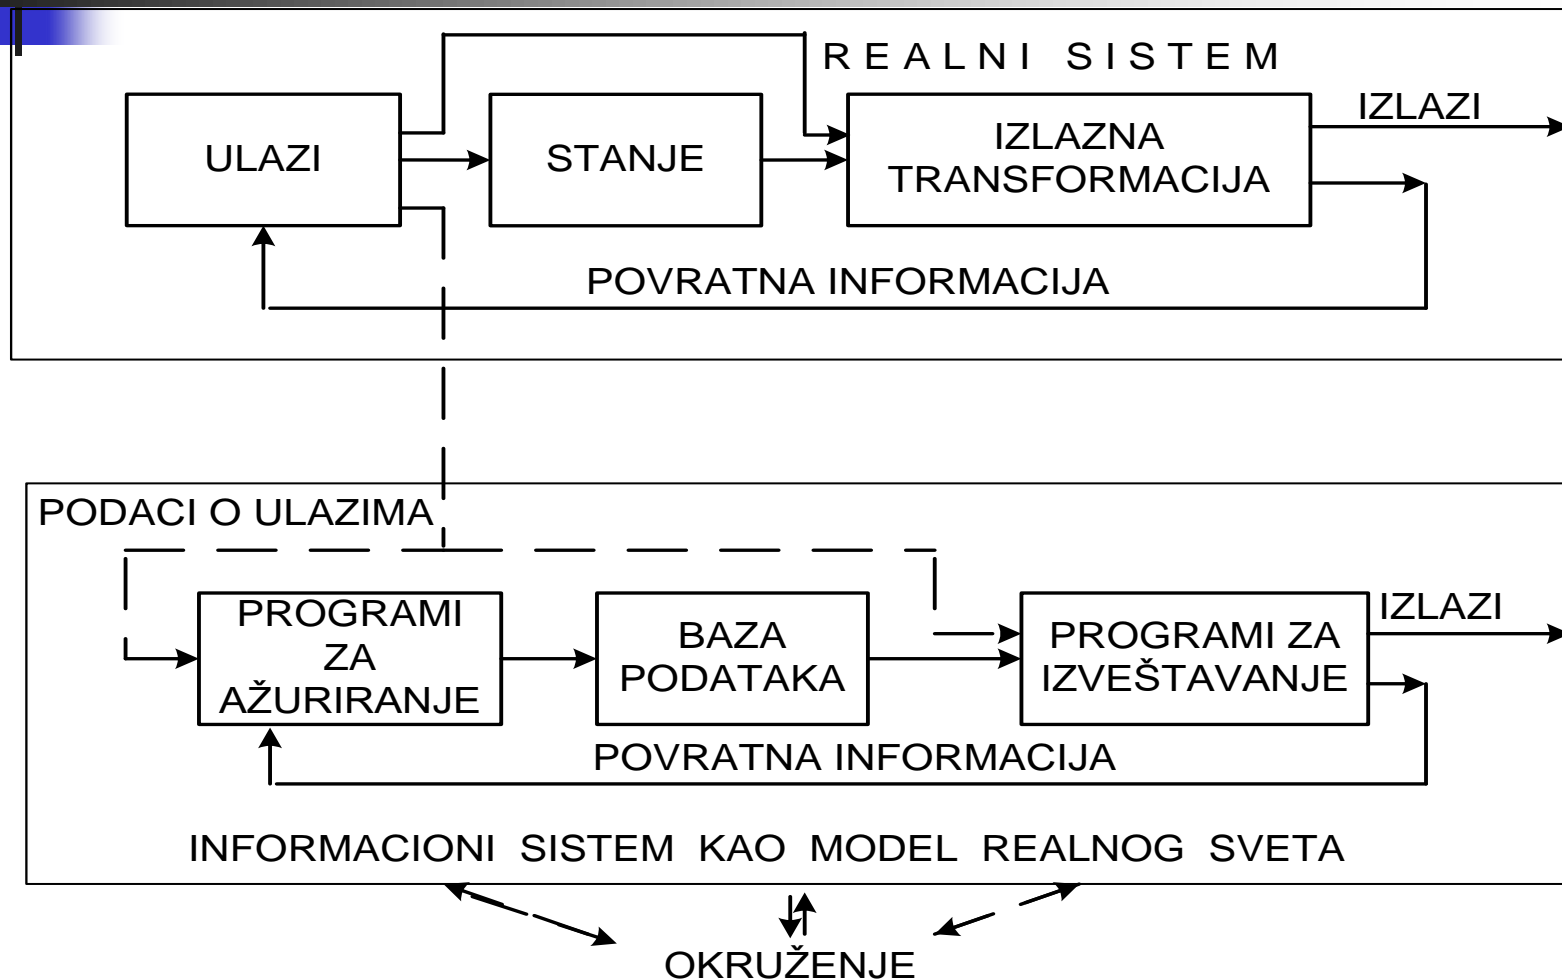 REALNI SISTEM
ULAZI
STANJE
IZLAZNA
TRANSFORMACIJA
IZLAZI
POVRATNA INFORMACIJA
PODACI O ULAZIMA
PROGRAMI
ZA
AŽURIRANJE
BAZA
PODATAKA
PROGRAMI ZA
IZVEŠTAVANJE
IZLAZI
POVRATNA INFORMACIJA
INFORMACIONI SISTEM KAO MODEL REALNOG SVETA
OKRUŽENJE